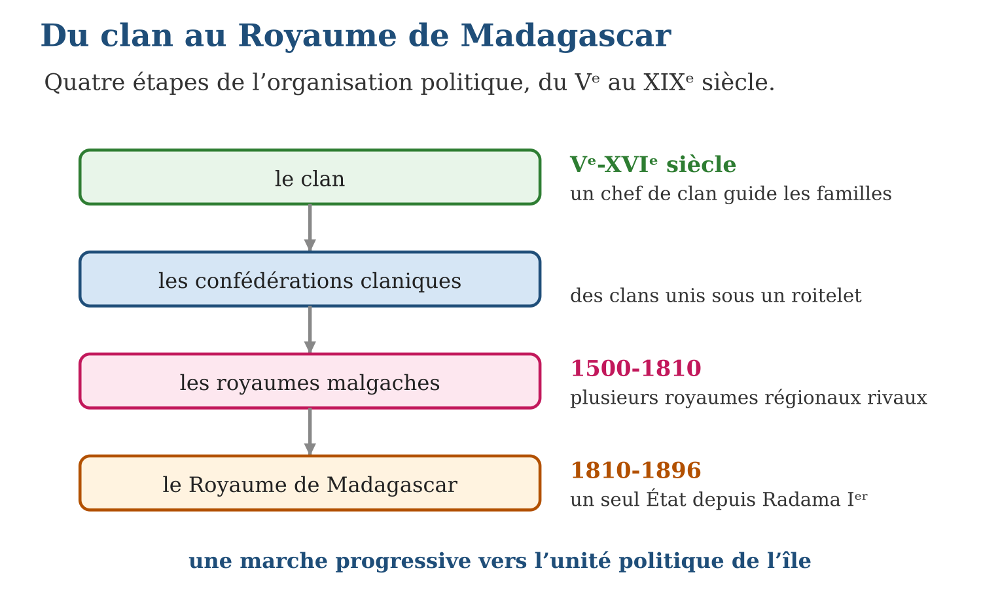 Du clan au Royaume de Madagascar
Quatre étapes de l’organisation politique, du Vᵉ au XIXᵉ siècle.
le clan
Vᵉ-XVIᵉ siècle
un chef de clan guide les familles
les confédérations claniques
des clans unis sous un roitelet
les royaumes malgaches
1500-1810
plusieurs royaumes régionaux rivaux
le Royaume de Madagascar
1810-1896
un seul État depuis Radama Iᵉʳ
une marche progressive vers l’unité politique de l’île